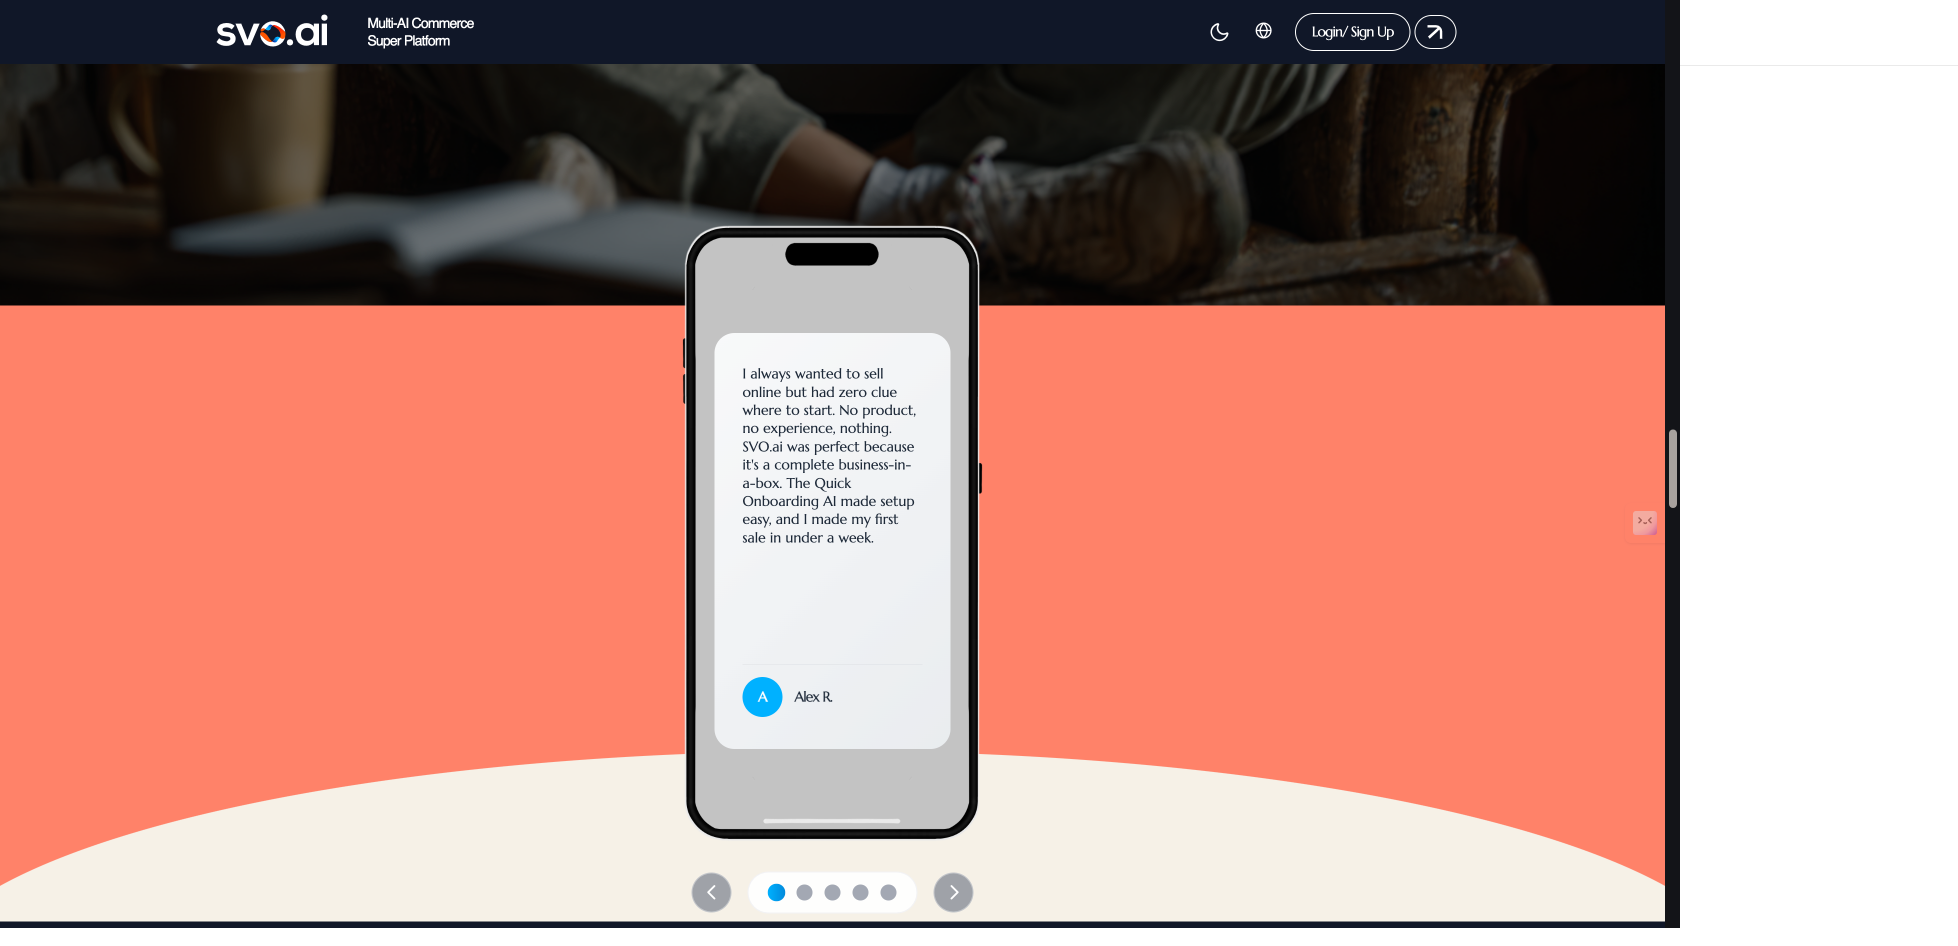 svo.ai
Multi-AI Commerce
Super Platform
Login/ Sign Up
I always wanted to sell
online but had zero clue
where to start. No product,
no experience, nothing.
SVO.ai was perfect because
it's a complete business-in-
a-box. The Quick
Onboarding AI made setup
easy, and I made my first
sale in under a week.
A
Alex R.